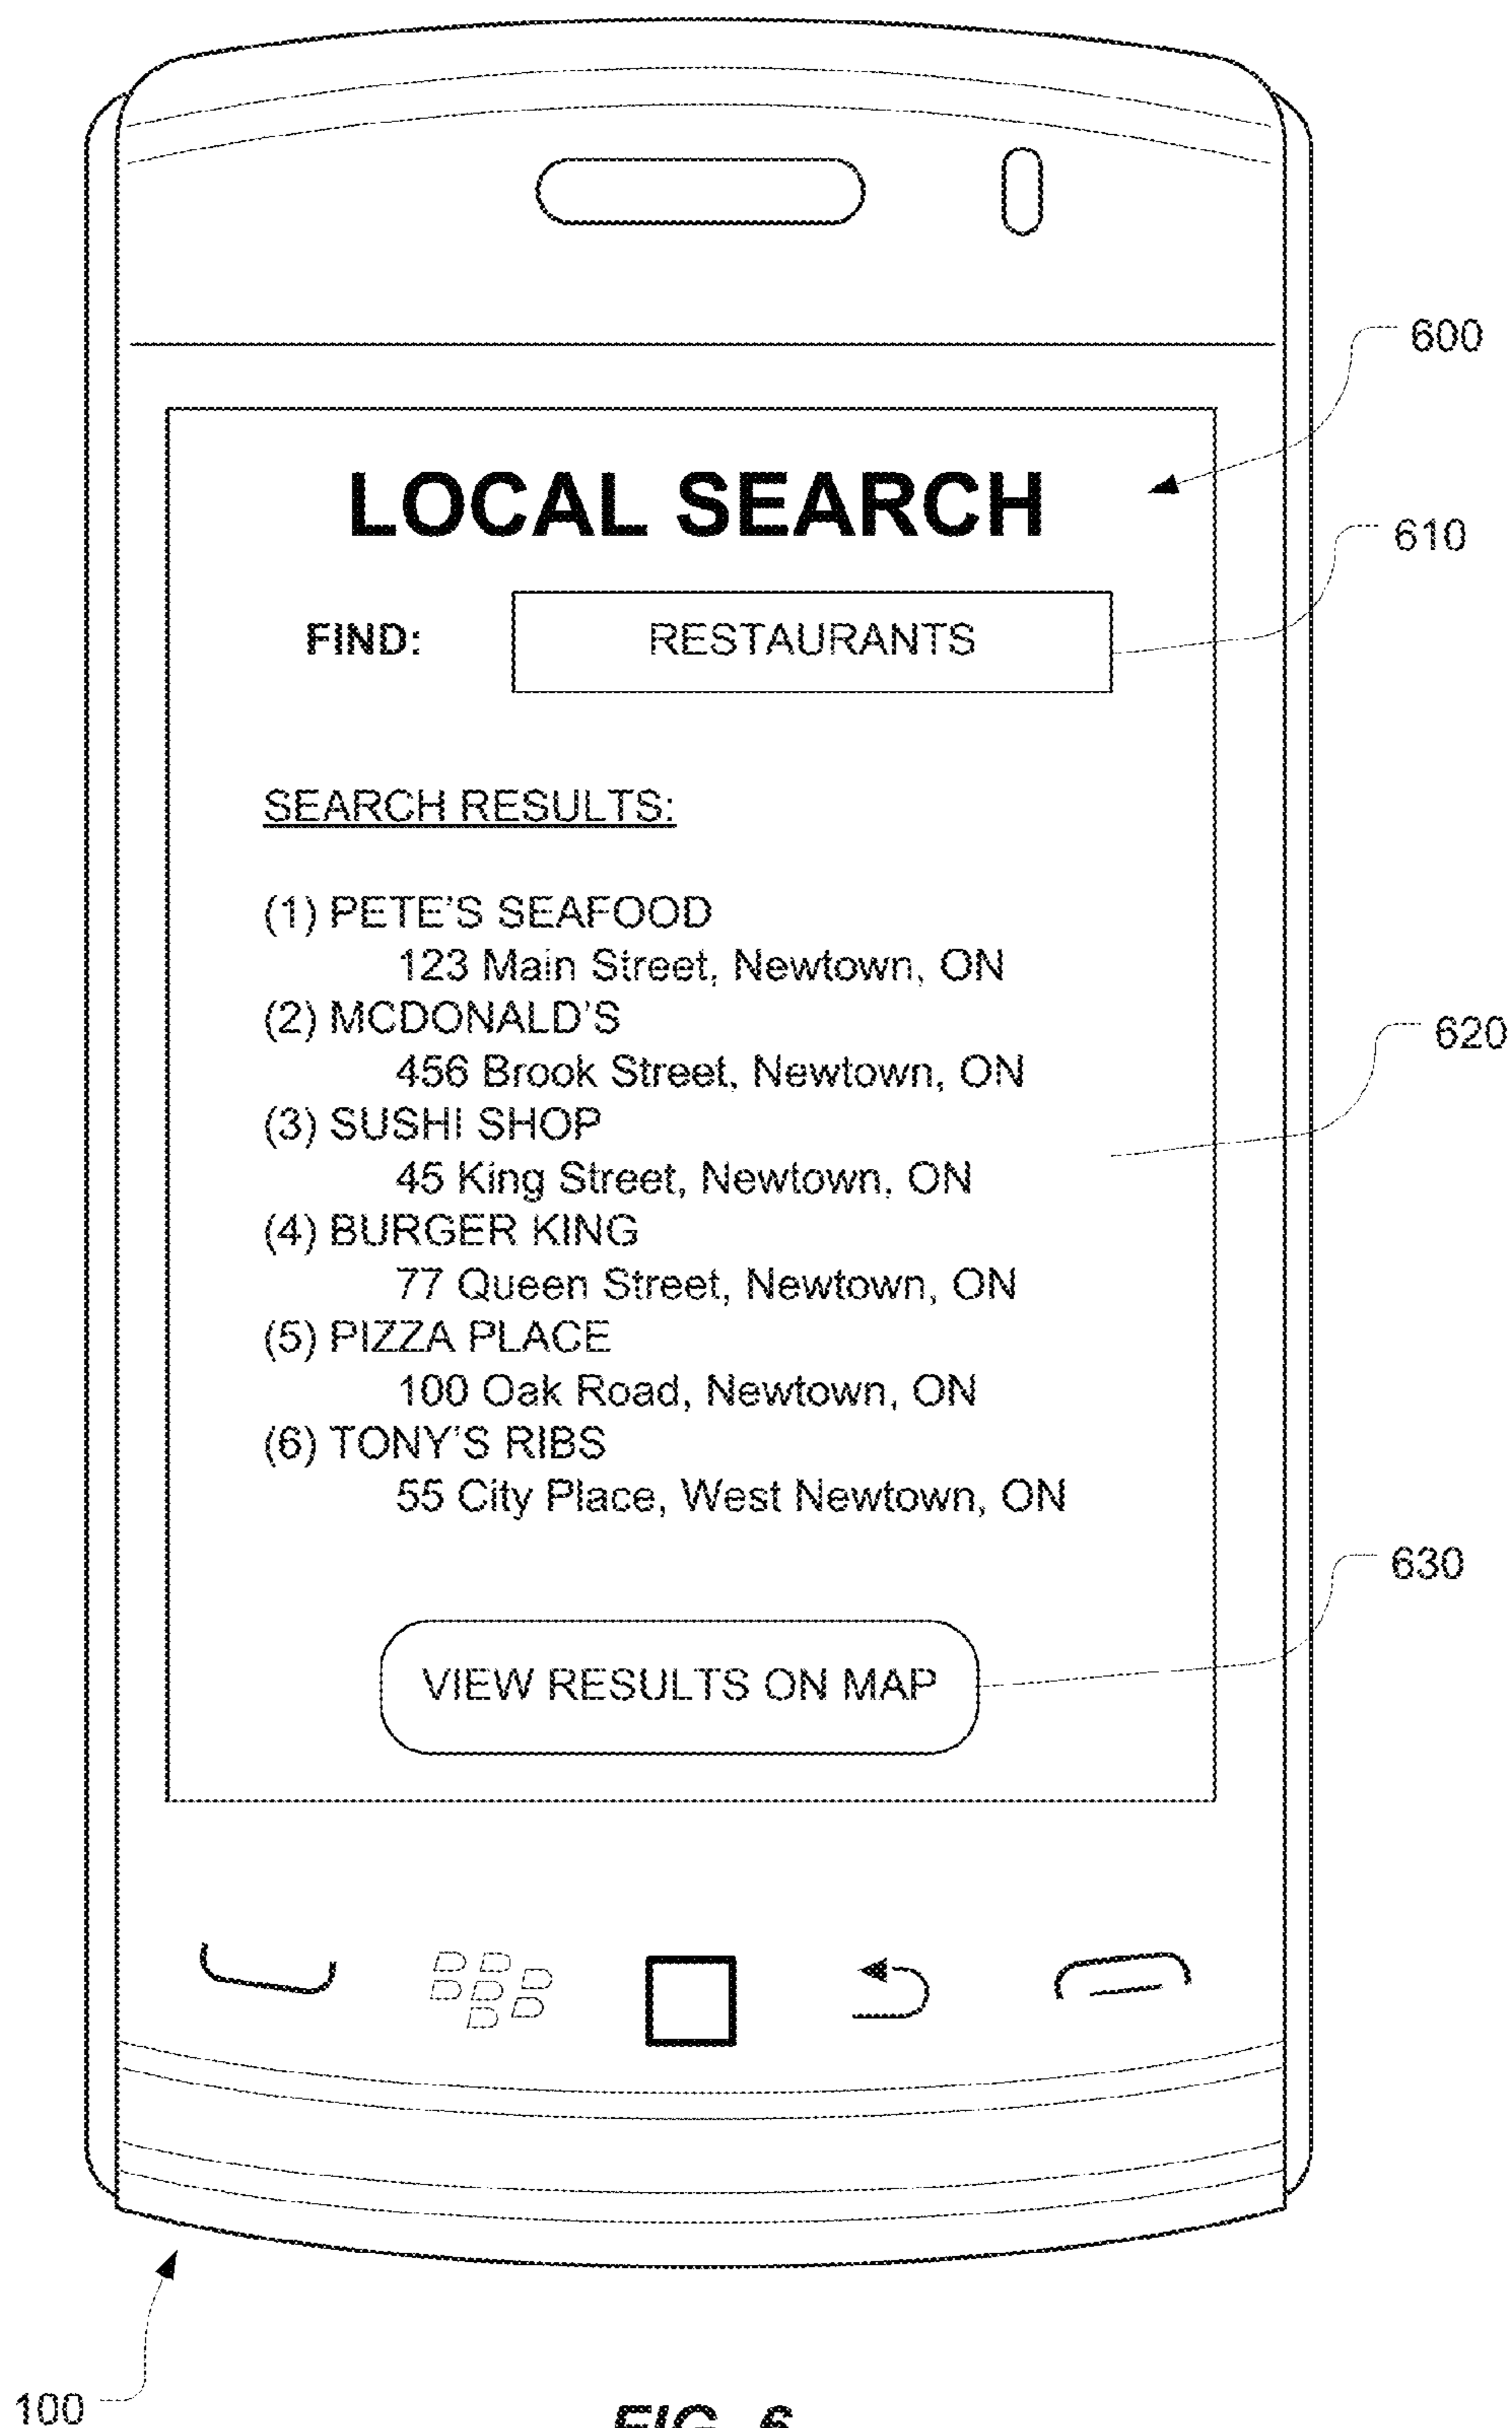 600
LOCAL SEARCH
610
FIND: RESTAURANTS
SEARCH RESULTS:
(1) PETE'S SEAFOOD
123 Main Street, Newtown, ON
(2) MCDONALD'S
620
456 Brook Street, Newtown, ON
(3) SUSHI SHOP
45 King Street, Newtown, ON
(4) BURGER KING
77 Queen Street, Newtown, ON
(5) PIZZA PLACE
100 Oak Road, Newtown, ON
(6) TONY'S RIBS
55 City Place, West Newtown, ON
630
VIEW RESULTS ON MAP
100
FIG. 6